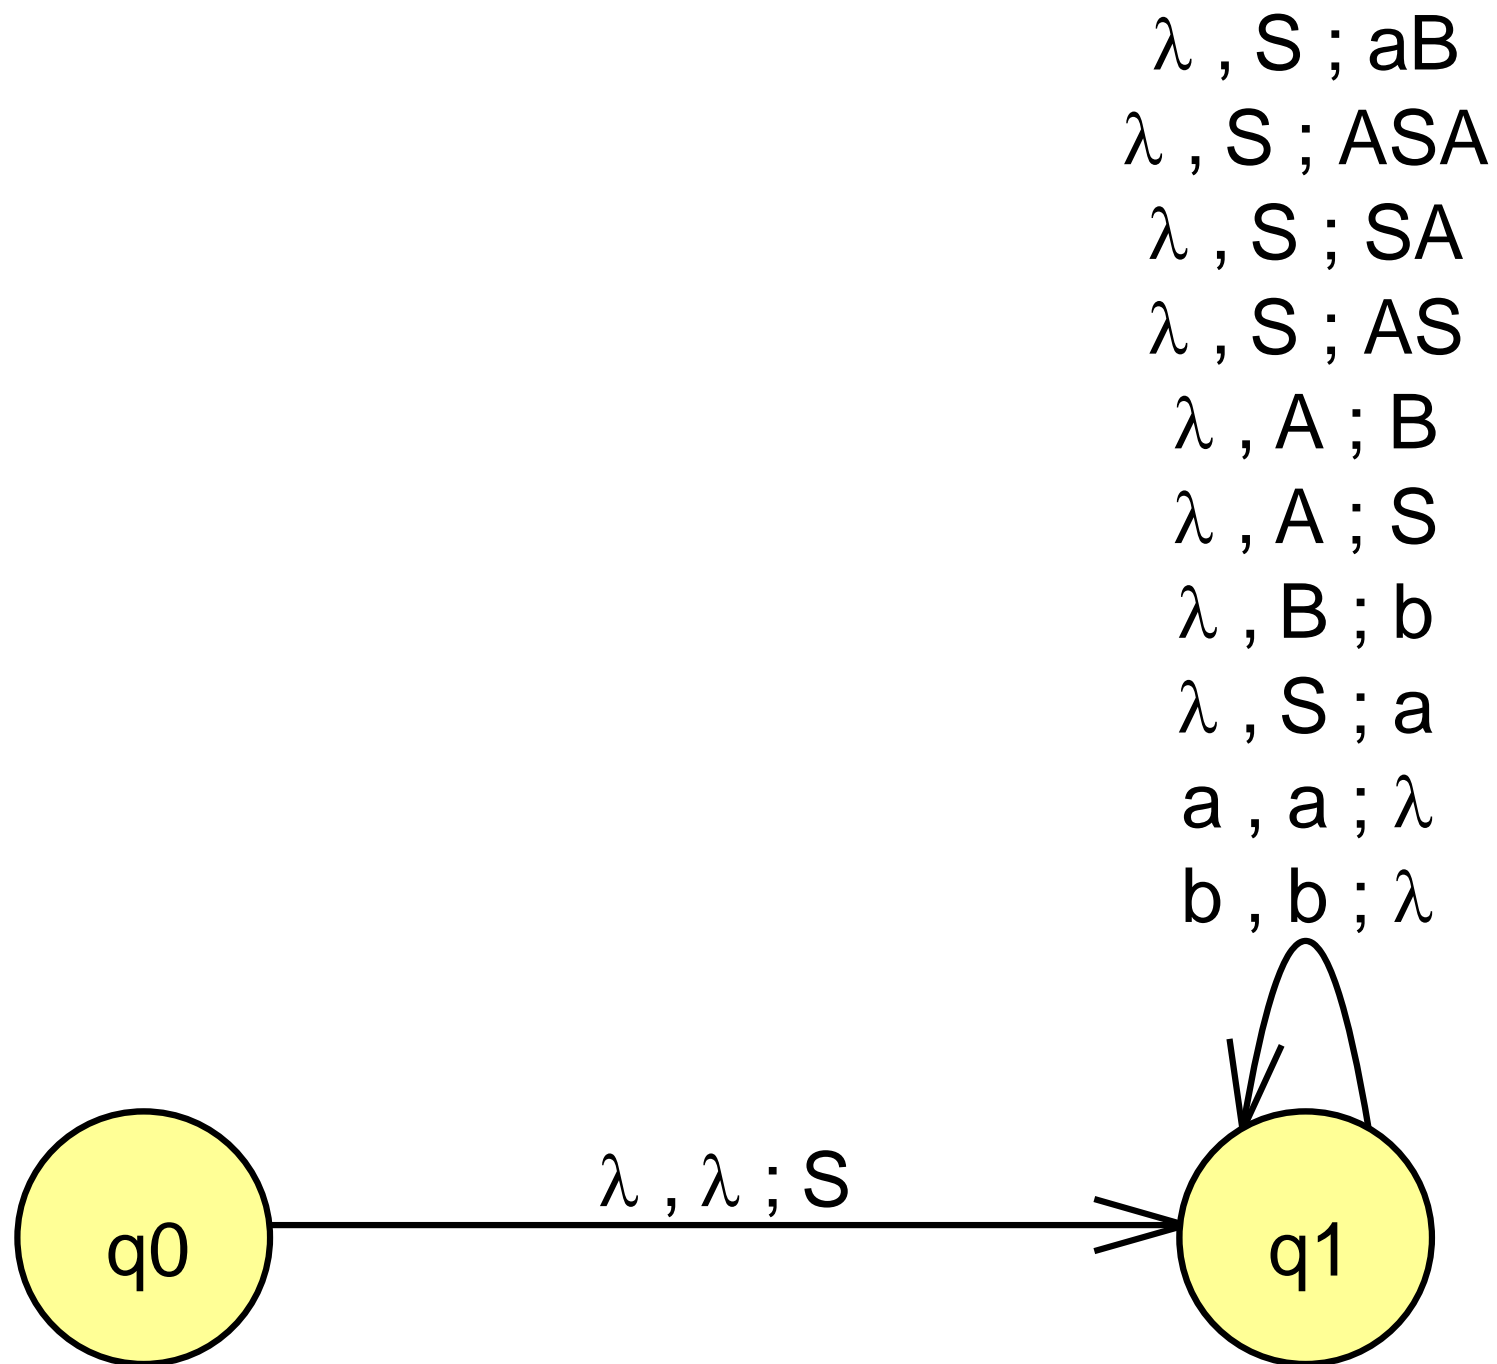 λ , S ; aB
λ , S ; ASA
λ , S ; SA
λ , S ; AS
λ , A ; B
λ , A ; S
λ , B ; b
λ , S ; a
a , a ; λ
b , b ; λ
λ , λ ; S
q0
q1